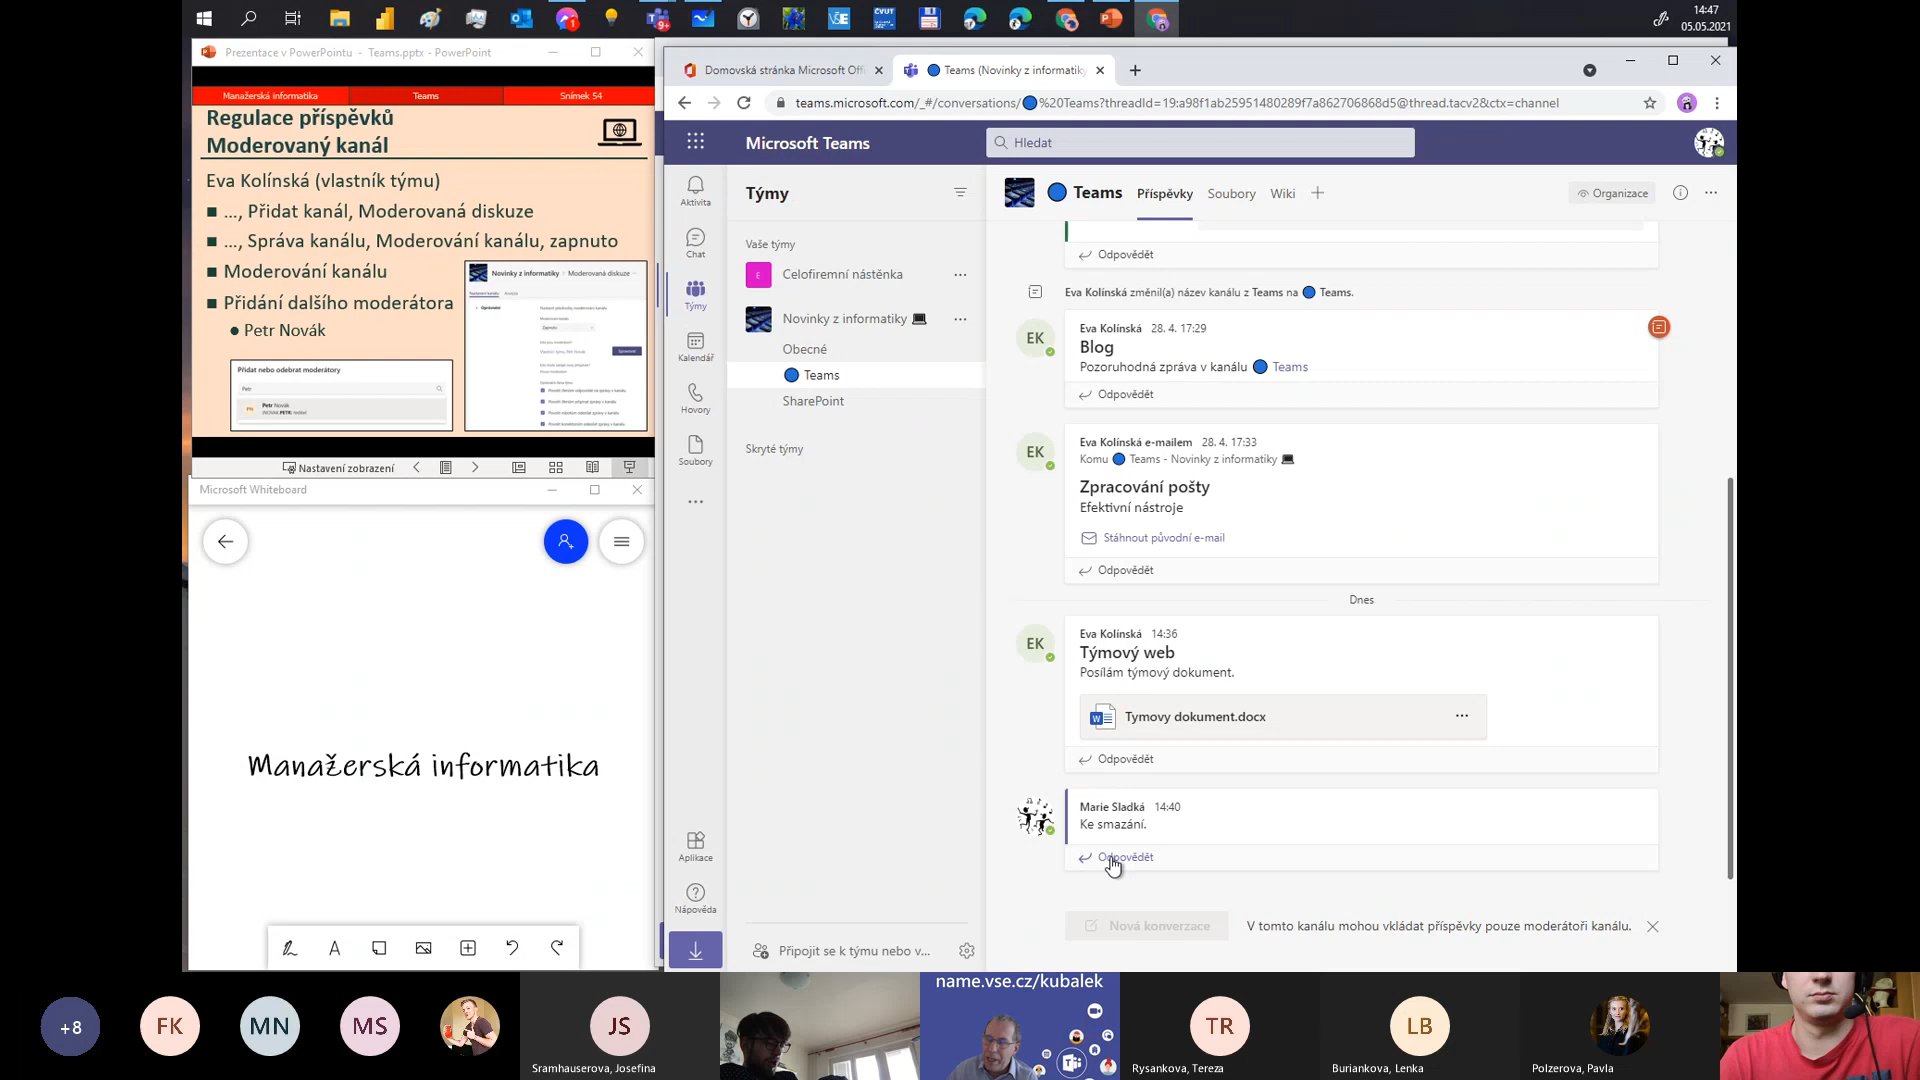 14:47
05.05.2021
Prezentace v PowerPointu - Teams.pptx - PowerPoint
Manažerská informatika
Teams
Snímek 54
Regulace příspěvků
Moderovaný kanál
Eva Kolínská (vlastník týmu)
..., Přidat kanál, Moderovaná diskuze
..., Správa kanálu, Moderování kanálu, zapnuto
Moderování kanálu
Přidání dalšího moderátora
Petr Novák
Novinky z informatiky
Moderovaná diskuze
Přidat nebo odebrat moderátory
Petr
Petr Novák
Nastavení zobrazení
Microsoft Whiteboard
Manažerská informatika
Domovská stránka Microsoft Offi
Teams (Novinky z informatiky
teams.microsoft.com/_#/conversations/🔵%20Teams?threadId=19:a98f1ab25951480289f7a862706868d5@thread.tacv2&ctx=channel
Microsoft Teams
Hledat
Aktivita
Chat
Týmy
Kalendář
Hovory
Soubory
Aplikace
Nápověda
Týmy
Vaše týmy
E
Celofiremní nástěnka
Novinky z informatiky
Obecné
Teams
SharePoint
Skryté týmy
Připojit se k týmu nebo v...
Teams
Příspěvky
Soubory
Wiki
Organizace
Odpovědět
Eva Kolínská změnil(a) název kanálu z Teams na 🔵 Teams.
EK
Eva Kolínská 28. 4. 17:29
Blog
Pozoruhodná zpráva v kanálu 🔵 Teams
Odpovědět
EK
Eva Kolínská e-mailem 28. 4. 17:33
Komu 🔵 Teams - Novinky z informatiky
Zpracování pošty
Efektivní nástroje
Stáhnout původní e-mail
Odpovědět
Dnes
EK
Eva Kolínská 14:36
Týmový web
Posílám týmový dokument.
Tymovy dokument.docx
Odpovědět
Marie Sladká 14:40
Ke smazání.
Odpovědět
Nová konverzace
V tomto kanálu mohou vkládat příspěvky pouze moderátoři kanálu.
+8
FK
MN
MS
JS
Sramhauserova, Josefina
name.vse.cz/kubalek
TR
Rysankova, Tereza
LB
Buriankova, Lenka
Polzerova, Pavla